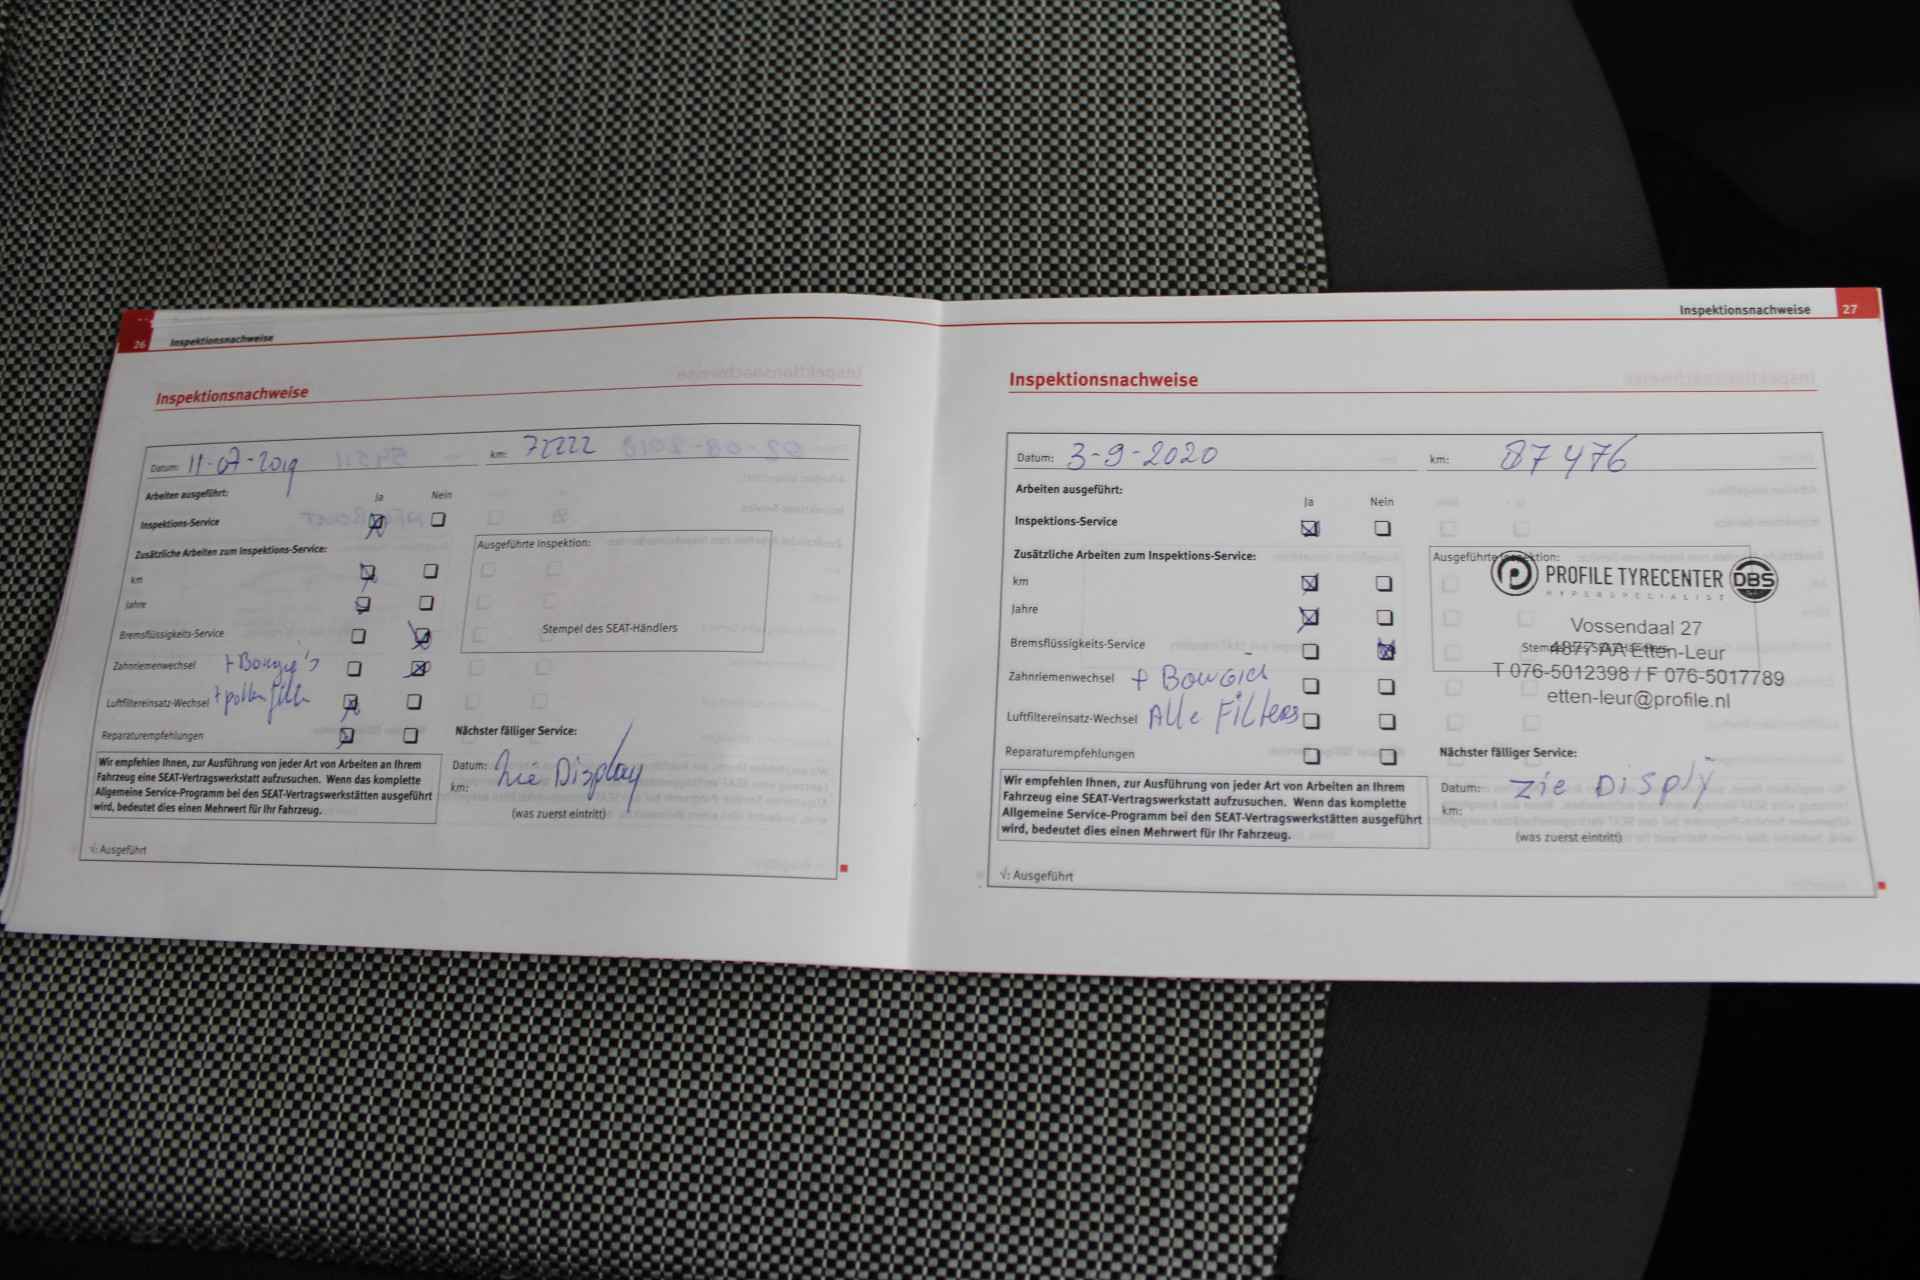 26 Inspektionsnachweise
Inspektionsnachweise
Datum: 11-07-2019 km: 72222
Arbeiten ausgeführt: Ja Nein
Inspektions-Service
Zusätzliche Arbeiten zum Inspektions-Service:
km
Jahre
Bremsflüssigkeits-Service
Zahnriemenwechsel + Bougie's
Luftfiltereinsatz-Wechsel + pollenfilter
Reparaturempfehlungen
Ausgeführte Inspektion:
Stempel des SEAT-Händlers
Wir empfehlen Ihnen, zur Ausführung von jeder Art von Arbeiten an Ihrem
Fahrzeug eine SEAT-Vertragswerkstatt aufzusuchen. Wenn das komplette
Allgemeine Service-Programm bei den SEAT-Vertragswerkstätten ausgeführt
wird, bedeutet dies einen Mehrwert für Ihr Fahrzeug.
Nächster fälliger Service:
Datum: zie Display
km:
(was zuerst eintritt)
√: Ausgeführt
Inspektionsnachweise 27
Inspektionsnachweise
Datum: 3-9-2020 km: 87476
Arbeiten ausgeführt: Ja Nein
Inspektions-Service
Zusätzliche Arbeiten zum Inspektions-Service:
km
Jahre
Bremsflüssigkeits-Service
Zahnriemenwechsel + Bougies
Luftfiltereinsatz-Wechsel Alle Filters
Reparaturempfehlungen
Ausgeführte Inspektion:
PROFILE TYRECENTER DBS
HYPERSPECIALIST
Vossendaal 27
Stempel des SEAT-Händlers
4877 AA Etten-Leur
T 076-5012398 / F 076-5017789
etten-leur@profile.nl
Wir empfehlen Ihnen, zur Ausführung von jeder Art von Arbeiten an Ihrem
Fahrzeug eine SEAT-Vertragswerkstatt aufzusuchen. Wenn das komplette
Allgemeine Service-Programm bei den SEAT-Vertragswerkstätten ausgeführt
wird, bedeutet dies einen Mehrwert für Ihr Fahrzeug.
Nächster fälliger Service:
Datum: zie Disply
km:
(was zuerst eintritt)
√: Ausgeführt